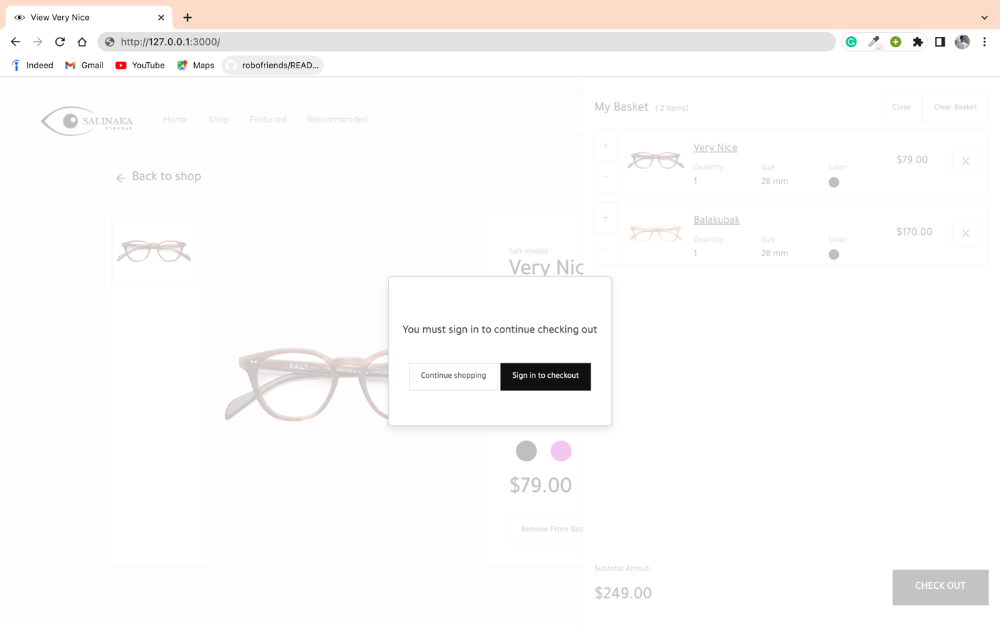 View Very Nice
http://127.0.0.1:3000/
Indeed
Gmail
YouTube
Maps
robofriends/READ...
SALINAKA
EYEWEAR
Home
Shop
Featured
Recommended
Back to shop
Salt maalat
Very Nic
SALT.
$79.00
Remove From Bas
My Basket ( 2 items)
Close
Clear Basket
+
−
Very Nice
Quantity
Size
Color
1
28 mm
$79.00
X
+
−
Balakubak
Quantity
Size
Color
1
28 mm
$170.00
X
You must sign in to continue checking out
Continue shopping
Sign in to checkout
Subtotal Amout:
$249.00
CHECK OUT